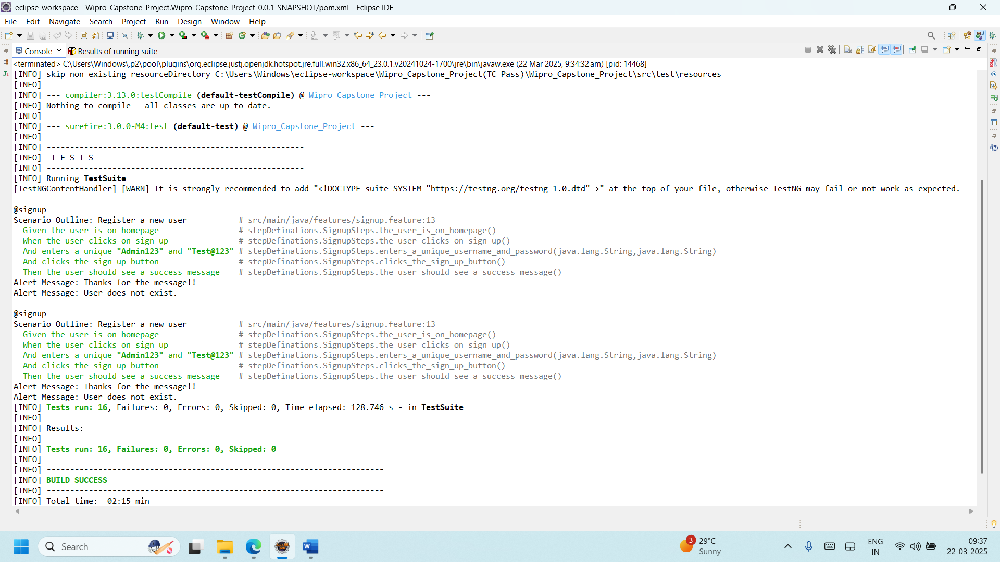 eclipse-workspace - Wipro_Capstone_Project.Wipro_Capstone_Project-0.0.1-SNAPSHOT/pom.xml - Eclipse IDE
File Edit Navigate Search Project Run Design Window Help
Console Results of running suite
<terminated> C:\Users\Windows\.p2\pool\plugins\org.eclipse.justj.openjdk.hotspot.jre.full.win32.x86_64_23.0.1.v20241024-1700\jre\bin\javaw.exe (22 Mar 2025, 9:34:32 am) [pid: 14468]
[INFO] skip non existing resourceDirectory C:\Users\Windows\eclipse-workspace\Wipro_Capstone_Project(TC Pass)\Wipro_Capstone_Project\src\test\resources
[INFO]
[INFO] --- compiler:3.13.0:testCompile (default-testCompile) @ Wipro_Capstone_Project ---
[INFO] Nothing to compile - all classes are up to date.
[INFO]
[INFO] --- surefire:3.0.0-M4:test (default-test) @ Wipro_Capstone_Project ---
[INFO]
[INFO] -------------------------------------------------------
[INFO]  T E S T S
[INFO] -------------------------------------------------------
[INFO] Running TestSuite
[TestNGContentHandler] [WARN] It is strongly recommended to add "<!DOCTYPE suite SYSTEM "https://testng.org/testng-1.0.dtd" >" at the top of your file, otherwise TestNG may fail or not work as expected.
@signup
Scenario Outline: Register a new user # src/main/java/features/signup.feature:13
Given the user is on homepage # stepDefinations.SignupSteps.the_user_is_on_homepage()
When the user clicks on sign up # stepDefinations.SignupSteps.the_user_clicks_on_sign_up()
And enters a unique "Admin123" and "Test@123" # stepDefinations.SignupSteps.enters_a_unique_username_and_password(java.lang.String,java.lang.String)
And clicks the sign up button # stepDefinations.SignupSteps.clicks_the_sign_up_button()
Then the user should see a success message # stepDefinations.SignupSteps.the_user_should_see_a_success_message()
Alert Message: Thanks for the message!!
Alert Message: User does not exist.
@signup
Scenario Outline: Register a new user # src/main/java/features/signup.feature:13
Given the user is on homepage # stepDefinations.SignupSteps.the_user_is_on_homepage()
When the user clicks on sign up # stepDefinations.SignupSteps.the_user_clicks_on_sign_up()
And enters a unique "Admin123" and "Test@123" # stepDefinations.SignupSteps.enters_a_unique_username_and_password(java.lang.String,java.lang.String)
And clicks the sign up button # stepDefinations.SignupSteps.clicks_the_sign_up_button()
Then the user should see a success message # stepDefinations.SignupSteps.the_user_should_see_a_success_message()
Alert Message: Thanks for the message!!
Alert Message: User does not exist.
[INFO] Tests run: 16, Failures: 0, Errors: 0, Skipped: 0, Time elapsed: 128.746 s - in TestSuite
[INFO]
[INFO] Results:
[INFO]
[INFO] Tests run: 16, Failures: 0, Errors: 0, Skipped: 0
[INFO]
[INFO] ------------------------------------------------------------------------
[INFO] BUILD SUCCESS
[INFO] ------------------------------------------------------------------------
[INFO] Total time:  02:15 min
Search
3
29°C
Sunny
ENG
IN
09:37
22-03-2025